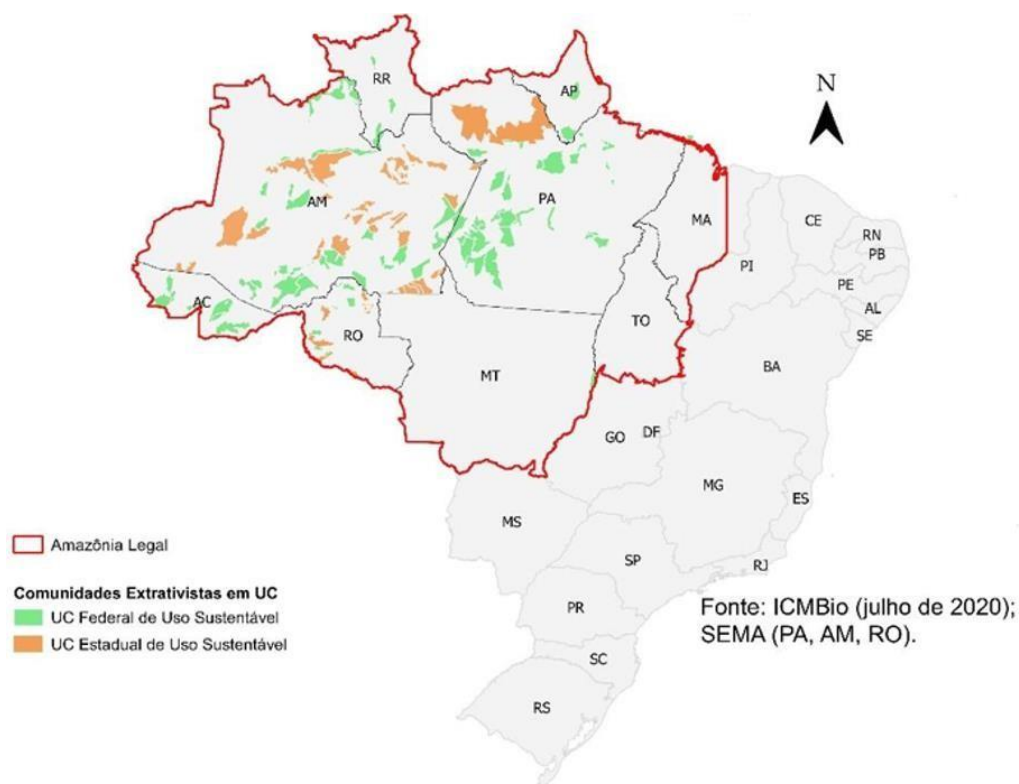 RR
AP
N
AM
PA
MA
CE
RN
PB
PI
PE
AC
AL
TO
SE
RO
BA
MT
GO
DF
MG
ES
MS
SP
RJ
Amazônia Legal
Comunidades Extrativistas em UC
UC Federal de Uso Sustentável
UC Estadual de Uso Sustentável
PR
Fonte: ICMBio (julho de 2020);
SEMA (PA, AM, RO).
SC
RS